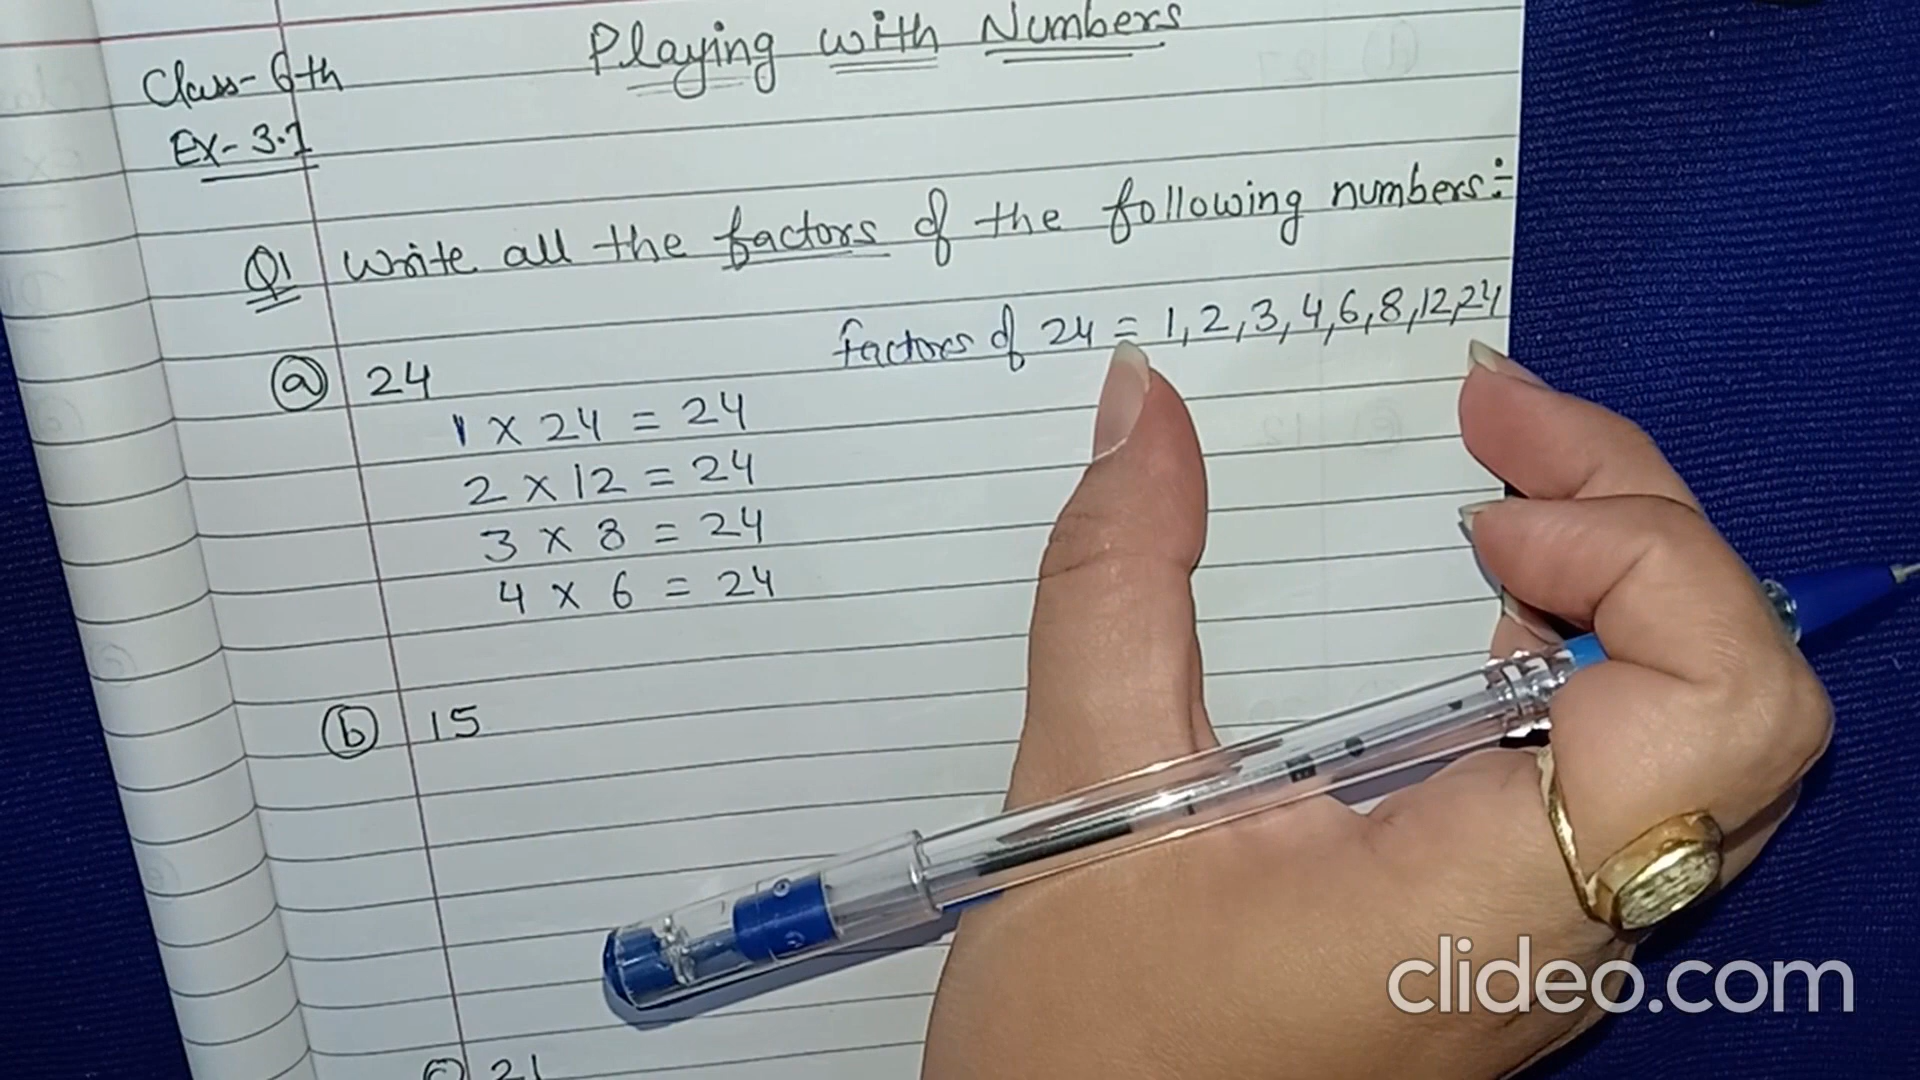 Playing with Numbers
Class- 6th
Ex- 3.1
Q1 Write all the factors of the following numbers:-
factors of 24 = 1, 2, 3, 4, 6, 8, 12, 24
(a) 24
1 × 24 = 24
2 × 12 = 24
3 × 8 = 24
4 × 6 = 24
(b) 15
(c) 21
clideo.com